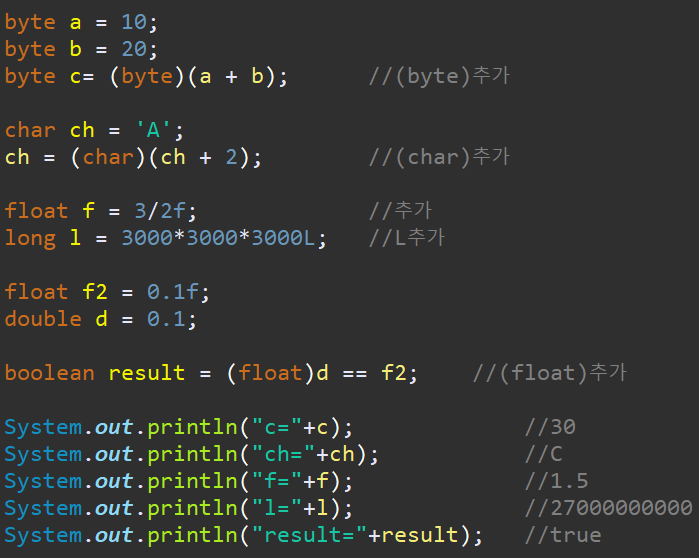 byte a = 10;
byte b = 20;
byte c= (byte)(a + b); //(byte)추가
char ch = 'A';
ch = (char)(ch + 2); //(char)추가
float f = 3/2f; //추가
long l = 3000*3000*3000L; //L추가
float f2 = 0.1f;
double d = 0.1;
boolean result = (float)d == f2; //(float)추가
System.out.println("c="+c); //30
System.out.println("ch="+ch); //C
System.out.println("f="+f); //1.5
System.out.println("l="+l); //27000000000
System.out.println("result="+result); //true